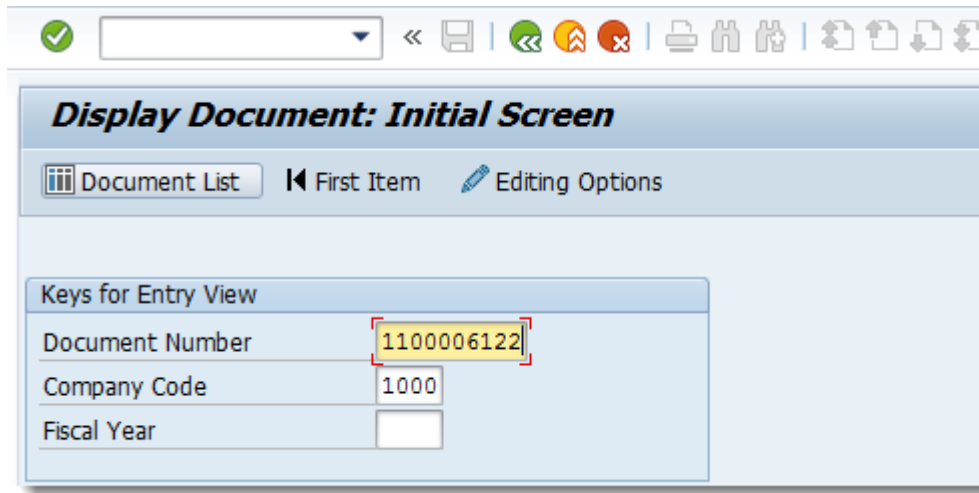 Display Document: Initial Screen
Document List First Item Editing Options
Keys for Entry View
Document Number 1100006122
Company Code 1000
Fiscal Year